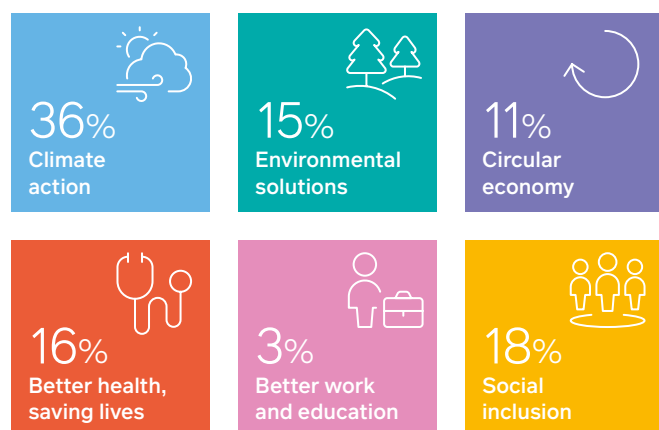 36%
Climate
action
15%
Environmental
solutions
11%
Circular
economy
16%
Better health,
saving lives
3%
Better work
and education
18%
Social
inclusion